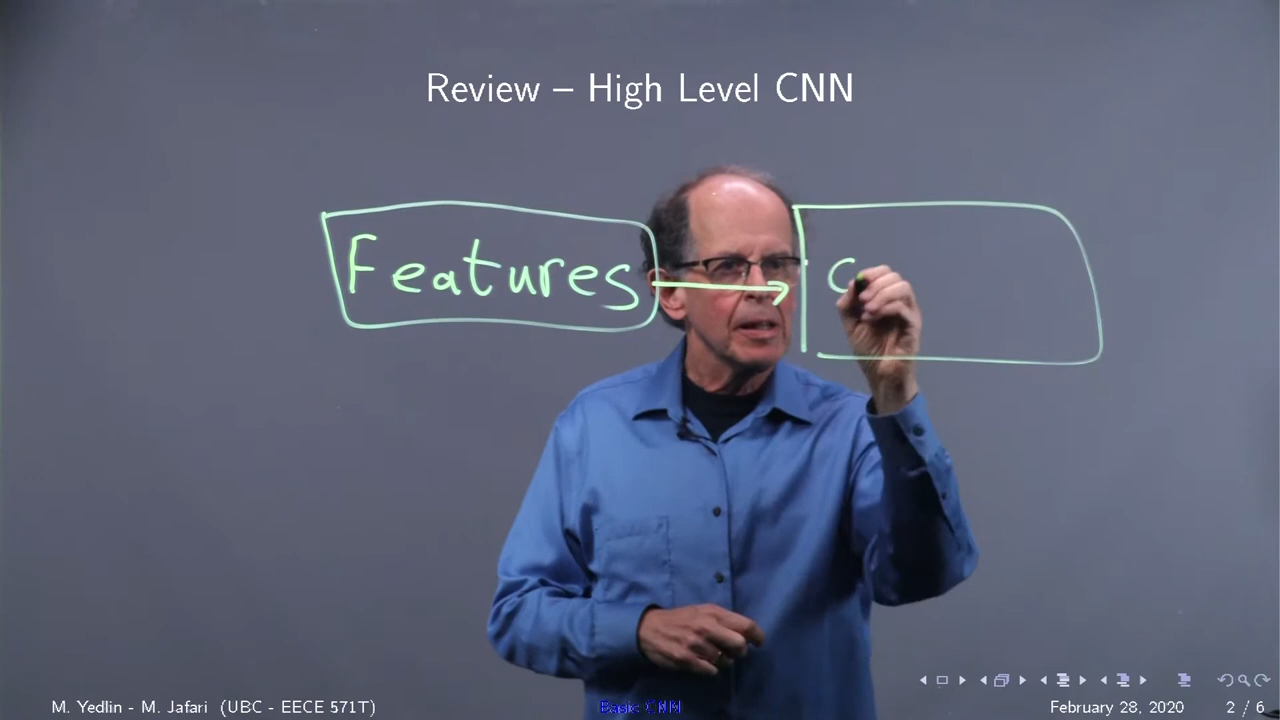 Review – High Level CNN
Features
C
M. Yedlin - M. Jafari (UBC - EECE 571T)
Basic CNN
February 28, 2020
2 / 6